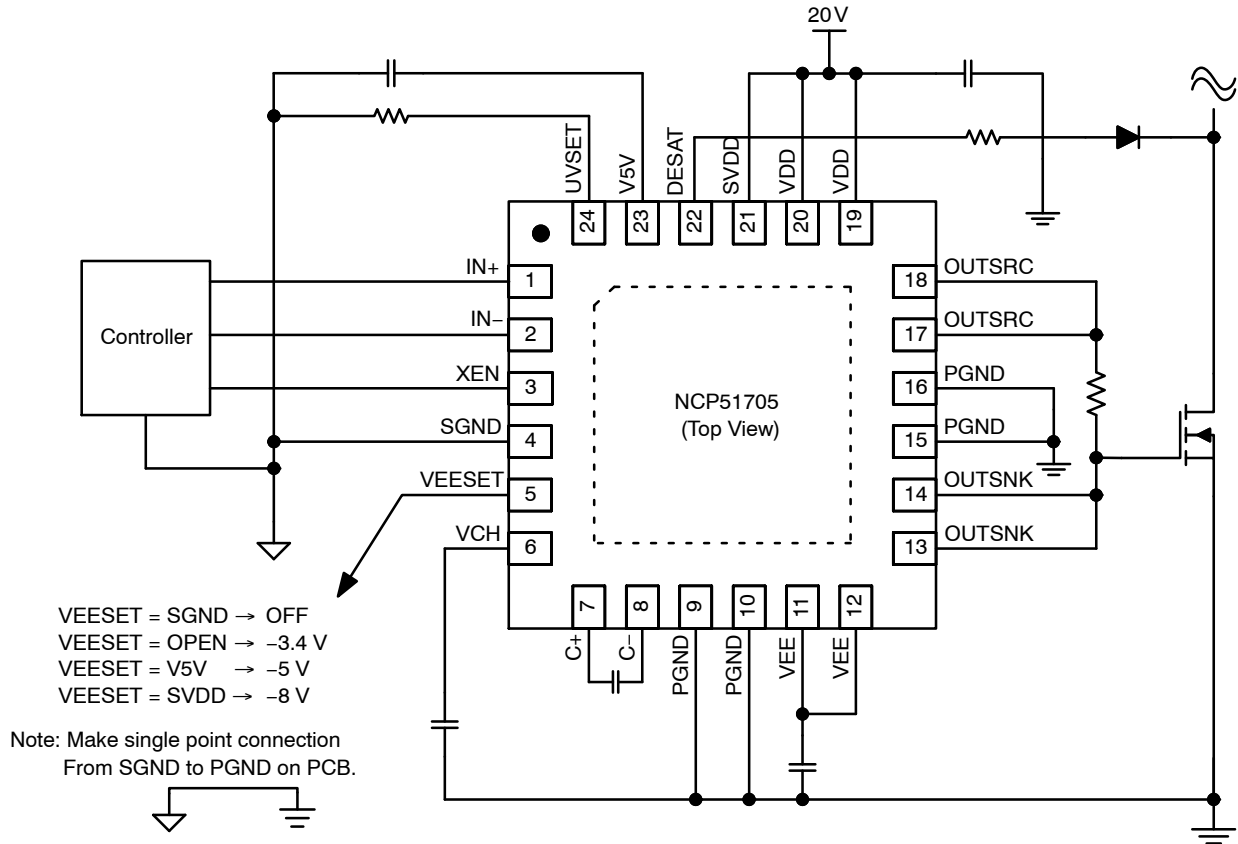 20V
UVSET
V5V
DESAT
SVDD
VDD
VDD
24
23
22
21
20
19
Controller
IN+
1
IN−
2
XEN
3
SGND
4
VEESET
5
VCH
6
NCP51705
(Top View)
18
OUTSRC
17
OUTSRC
16
PGND
15
PGND
14
OUTSNK
13
OUTSNK
7
8
9
10
11
12
C+
C−
PGND
PGND
VEE
VEE
VEESET = SGND → OFF
VEESET = OPEN → −3.4 V
VEESET = V5V → −5 V
VEESET = SVDD → −8 V
Note: Make single point connection
From SGND to PGND on PCB.